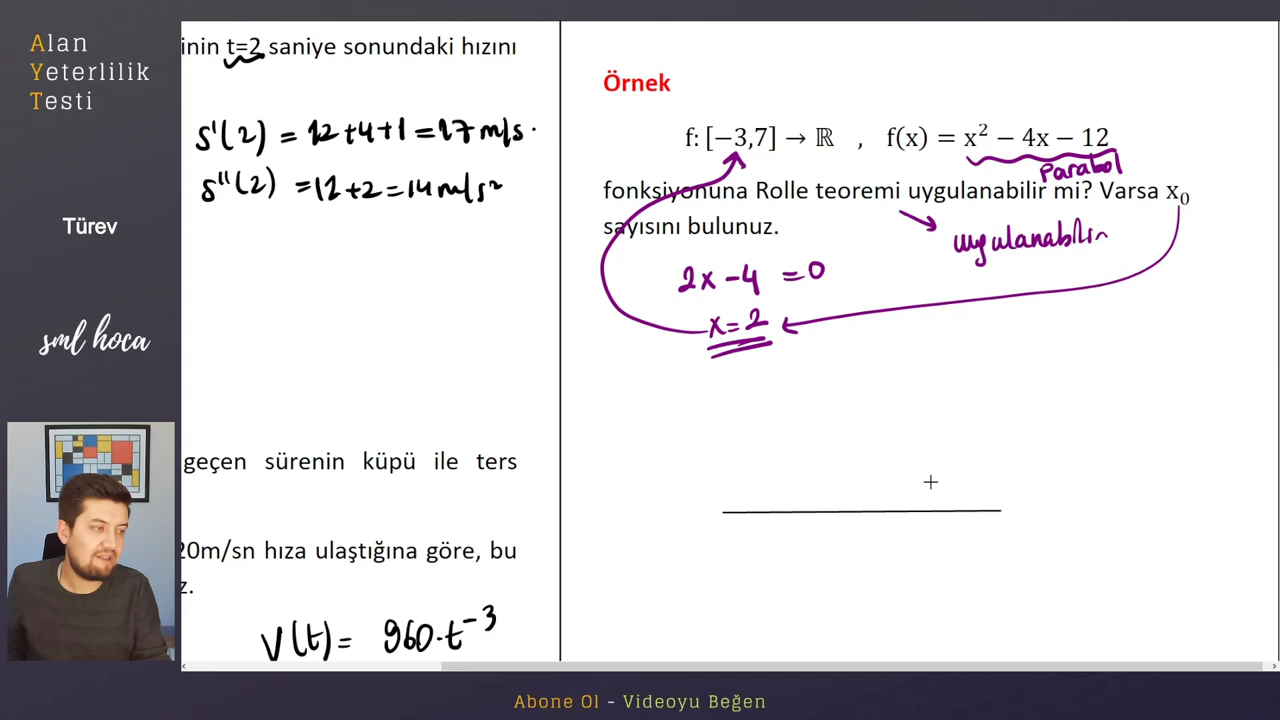 Alan
Yeterlilik
Testi
Türev
sml hoca
inin t=2 saniye sonundaki hızını
s'(2) = 12+4+1 = 17 m/s.
s''(2) = 12+2 = 14 m/s²
geçen sürenin küpü ile ters
20m/sn hıza ulaştığına göre, bu
z.
V(t) = 960·t⁻³
Örnek
f: [−3,7] → ℝ , f(x) = x² − 4x − 12
Parabol
fonksiyonuna Rolle teoremi uygulanabilir mi? Varsa x₀
sayısını bulunuz.
uygulanabilir
2x − 4 = 0
x = 2
Abone Ol - Videoyu Beğen